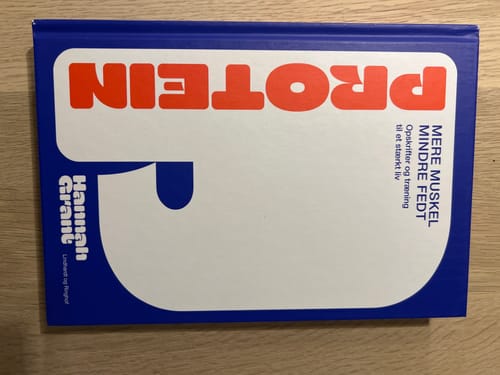 PROTEIN
MERE MUSKEL
MINDRE FEDT
Opskrifter og træning
til et stærkt liv
Hannah
Grant
Lindhardt og Ringhof